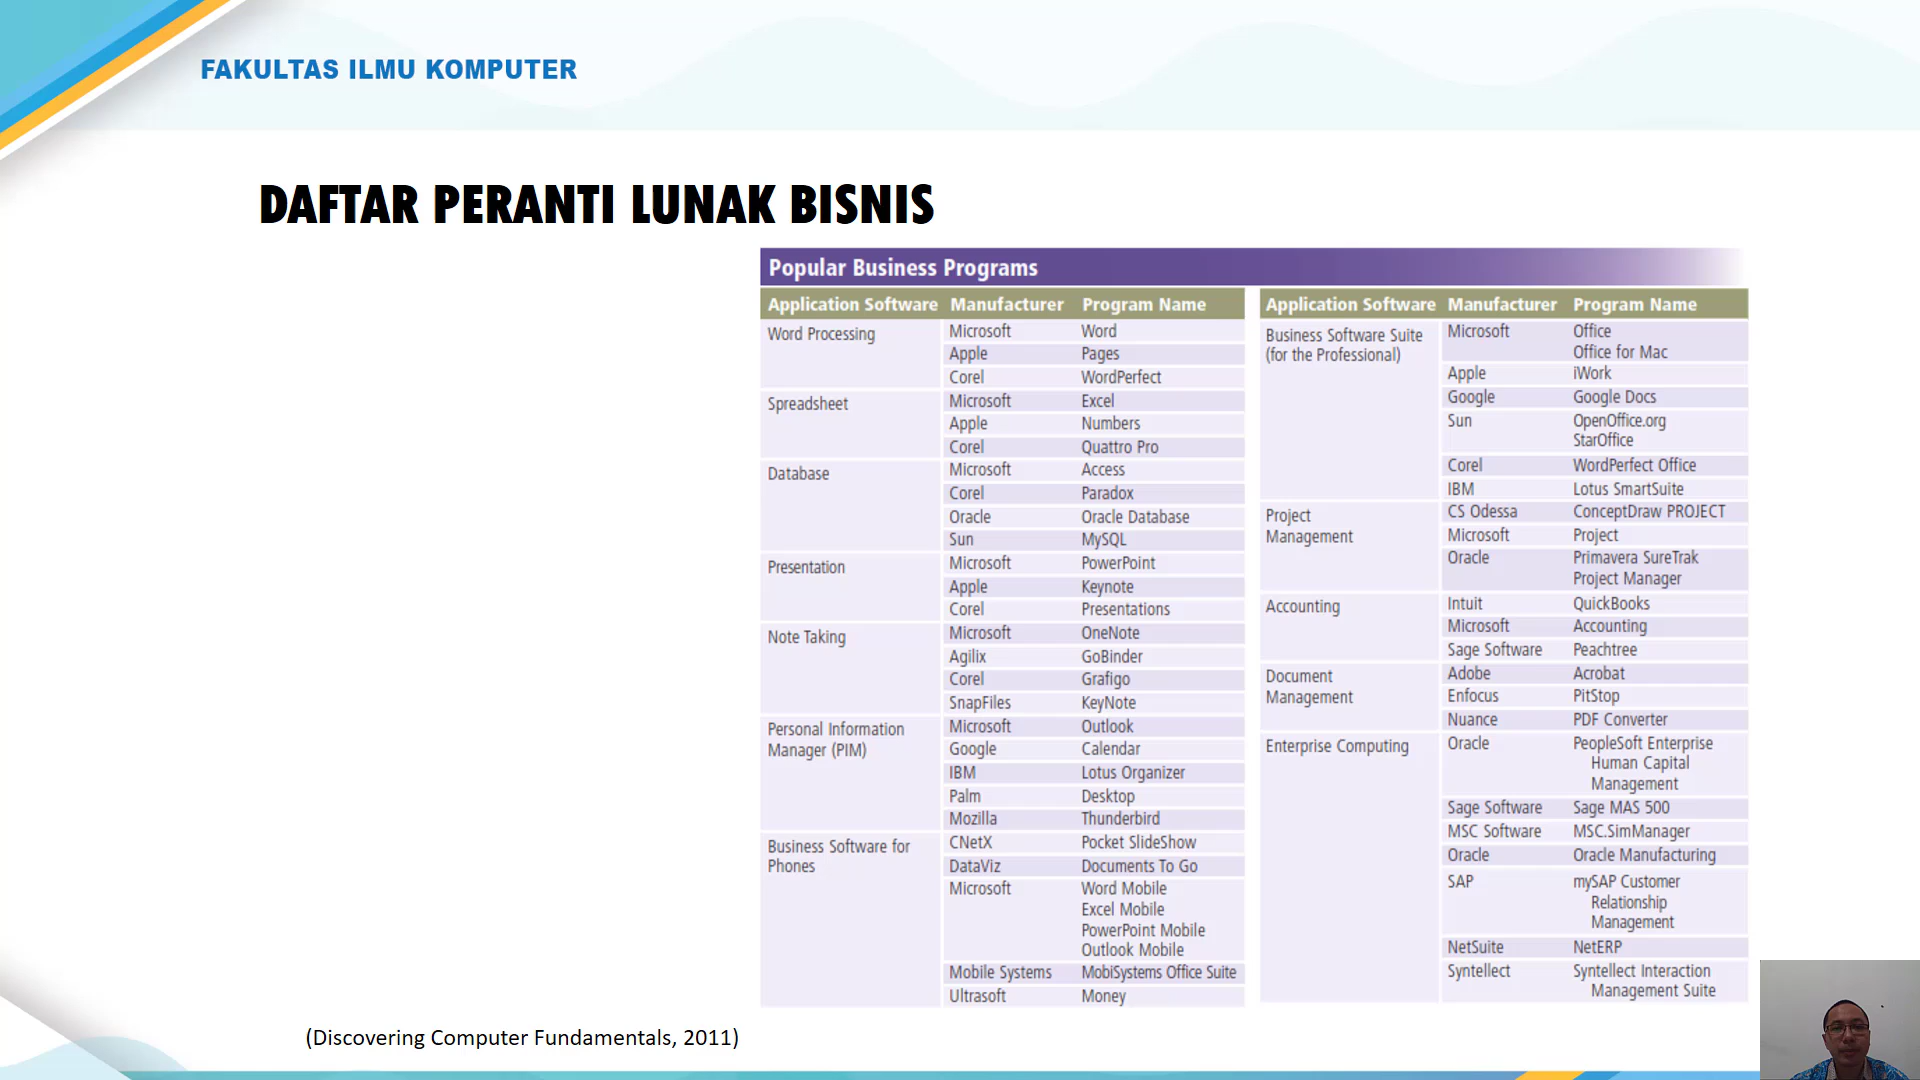 FAKULTAS ILMU KOMPUTER
DAFTAR PERANTI LUNAK BISNIS
Popular Business Programs
Application Software Manufacturer Program Name
Word Processing Microsoft Word
Apple Pages
Corel WordPerfect
Spreadsheet Microsoft Excel
Apple Numbers
Corel Quattro Pro
Database Microsoft Access
Corel Paradox
Oracle Oracle Database
Sun MySQL
Presentation Microsoft PowerPoint
Apple Keynote
Corel Presentations
Note Taking Microsoft OneNote
Agilix GoBinder
Corel Grafigo
SnapFiles KeyNote
Personal Information Microsoft Outlook
Manager (PIM) Google Calendar
IBM Lotus Organizer
Palm Desktop
Mozilla Thunderbird
Business Software for CNetX Pocket SlideShow
Phones DataViz Documents To Go
Microsoft Word Mobile
Excel Mobile
PowerPoint Mobile
Outlook Mobile
Mobile Systems MobiSystems Office Suite
Ultrasoft Money
Application Software Manufacturer Program Name
Business Software Suite Microsoft Office
(for the Professional) Office for Mac
Apple iWork
Google Google Docs
Sun OpenOffice.org
StarOffice
Corel WordPerfect Office
IBM Lotus SmartSuite
Project CS Odessa ConceptDraw PROJECT
Management Microsoft Project
Oracle Primavera SureTrak
Project Manager
Accounting Intuit QuickBooks
Microsoft Accounting
Sage Software Peachtree
Document Adobe Acrobat
Management Enfocus PitStop
Nuance PDF Converter
Enterprise Computing Oracle PeopleSoft Enterprise
Human Capital
Management
Sage Software Sage MAS 500
MSC Software MSC.SimManager
Oracle Oracle Manufacturing
SAP mySAP Customer
Relationship
Management
NetSuite NetERP
Syntellect Syntellect Interaction
Management Suite
(Discovering Computer Fundamentals, 2011)